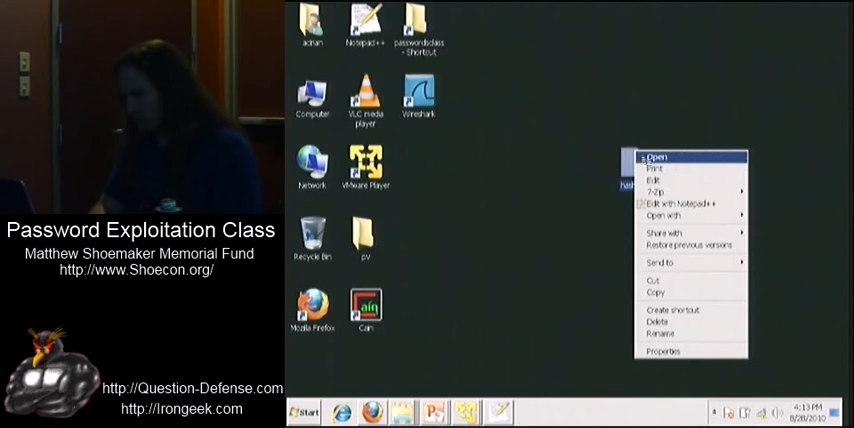 adrian
Notepad++
passwordsclass
- Shortcut
Computer
VLC media
player
Wireshark
Network
VMware Player
Recycle Bin
pv
Mozilla Firefox
Cain
Open
Print
Edit
7-Zip
Edit with Notepad++
Open with
Share with
Restore previous versions
Send to
Cut
Copy
Create shortcut
Delete
Rename
Properties
Start
4:13 PM
8/28/2010
Password Exploitation Class
Matthew Shoemaker Memorial Fund
http://www.Shoecon.org/
http://Question-Defense.com
http://Irongeek.com